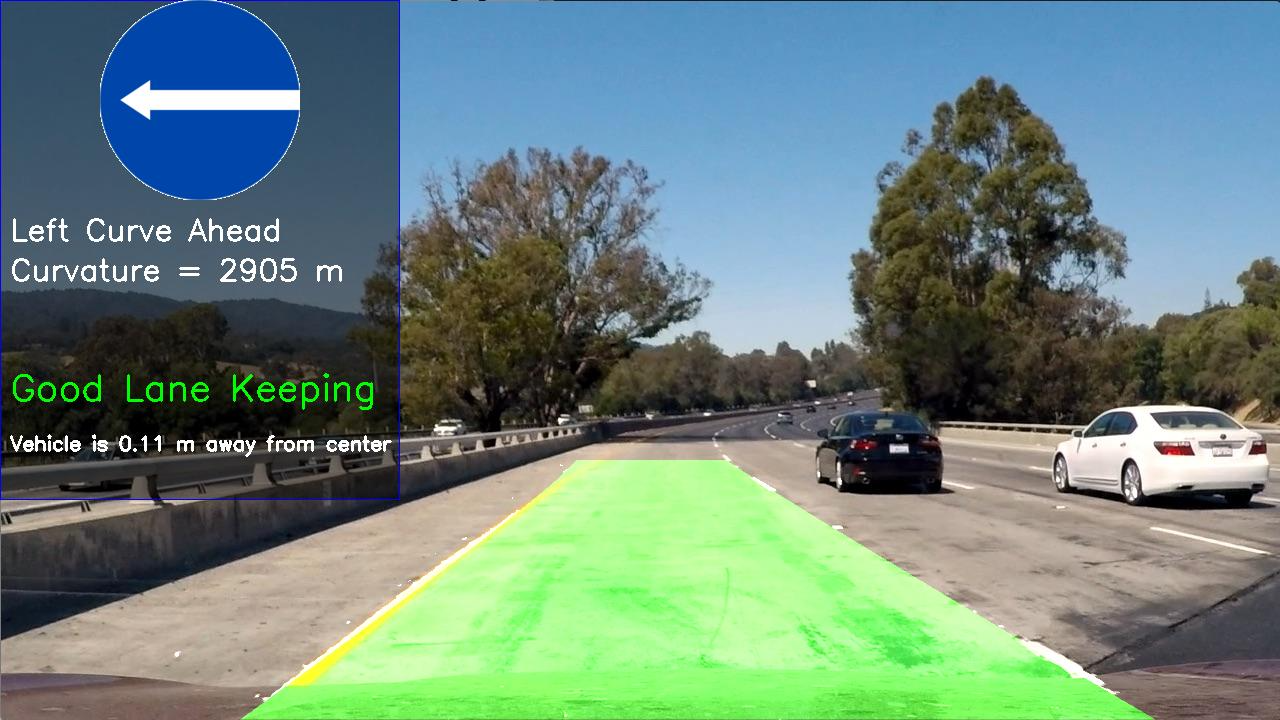 Left Curve Ahead
Curvature = 2905 m
Good Lane Keeping
Vehicle is 0.11 m away from center